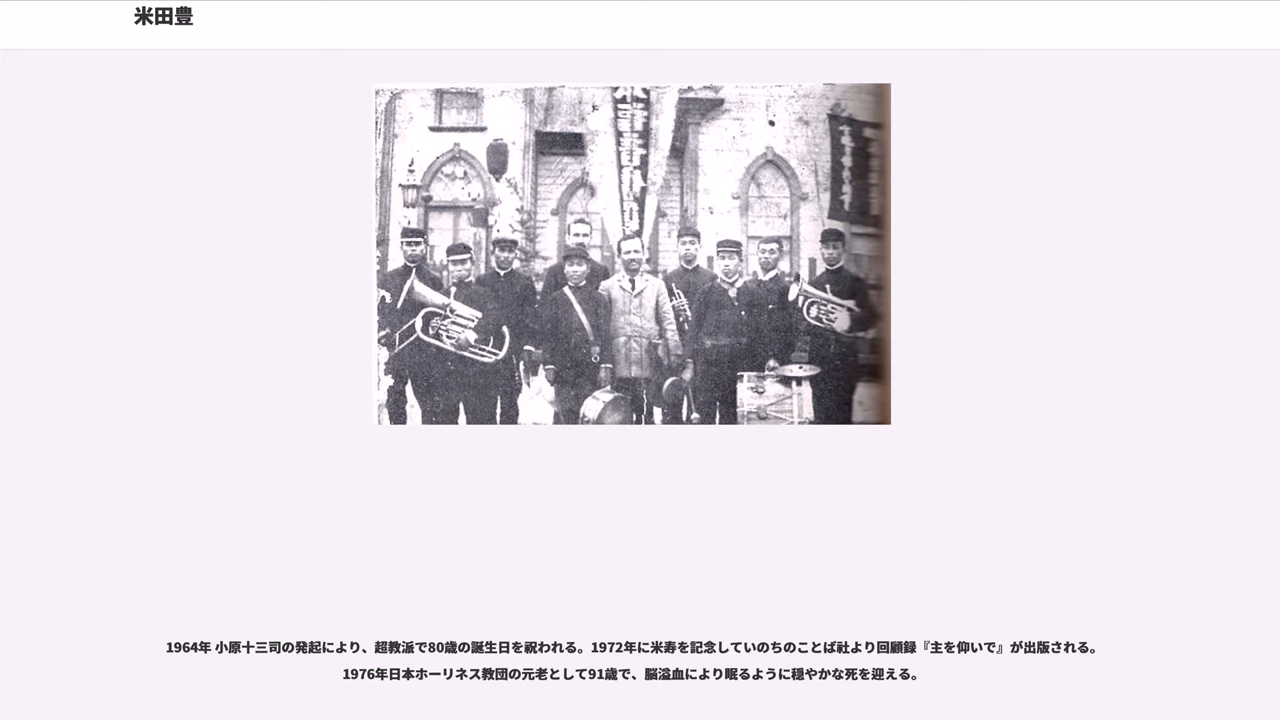 米田豊
1964年 小原十三司の発起により、超教派で80歳の誕生日を祝われる。1972年に米寿を記念していのちのことば社より回顧録『主を仰いで』が出版される。
1976年日本ホーリネス教団の元老として91歳で、脳溢血により眠るように穏やかな死を迎える。